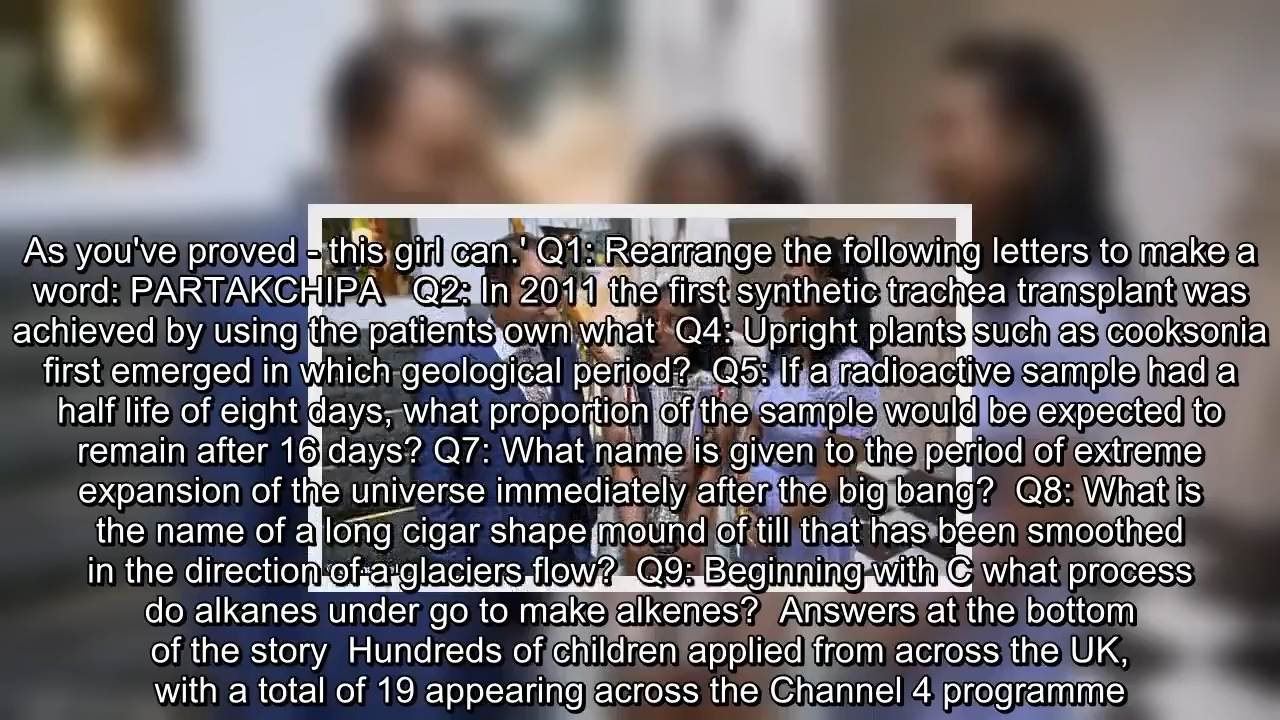 As you've proved - this girl can.' Q1: Rearrange the following letters to make a
word: PARTAKCHIPA   Q2: In 2011 the first synthetic trachea transplant was
achieved by using the patients own what  Q4: Upright plants such as cooksonia
first emerged in which geological period?  Q5: If a radioactive sample had a
half life of eight days, what proportion of the sample would be expected to
remain after 16 days? Q7: What name is given to the period of extreme
expansion of the universe immediately after the big bang?  Q8: What is
the name of a long cigar shape mound of till that has been smoothed
in the direction of a glaciers flow?  Q9: Beginning with C what process
do alkanes under go to make alkenes?  Answers at the bottom
of the story  Hundreds of children applied from across the UK,
with a total of 19 appearing across the Channel 4 programme